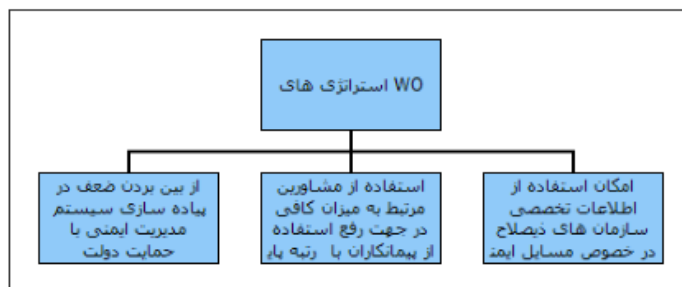 استراتژی های WO
امکان استفاده از
اطلاعات تخصصی
سازمان های ذیصلاح
در خصوص مسایل ایمن
استفاده از مشاورین
مرتبط به میزان کافی
در جهت رفع استفاده
از پیمانکاران با رتبه پای
از بین بردن ضعف در
پیاده سازی سیستم
مدیریت ایمنی با
حمایت دولت